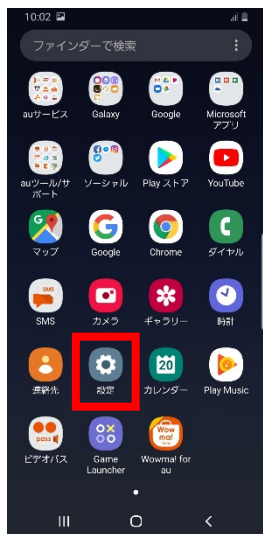 10:02
ファインダーで検索
auサービス
Galaxy
Google
Microsoft
アプリ
auツール/サ
ポート
ソーシャル
Play ストア
YouTube
マップ
Google
Chrome
ダイヤル
SMS
SMS
カメラ
ギャラリー
時計
20
連絡先
設定
カレンダー
Play Music
pass
Wow
ma!
ビデオパス
Game
Launcher
Wowma! for
au